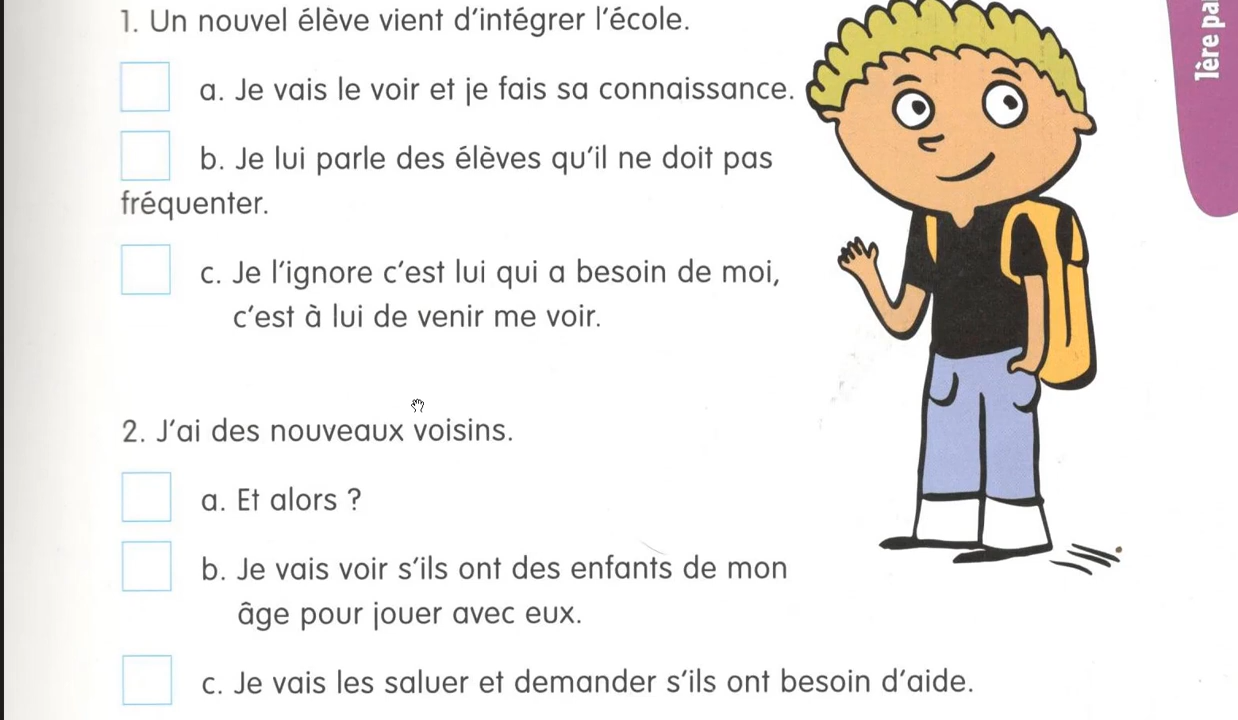 1. Un nouvel élève vient d'intégrer l'école.
a. Je vais le voir et je fais sa connaissance.
b. Je lui parle des élèves qu'il ne doit pas
fréquenter.
c. Je l'ignore c'est lui qui a besoin de moi,
c'est à lui de venir me voir.
2. J'ai des nouveaux voisins.
a. Et alors ?
b. Je vais voir s'ils ont des enfants de mon
âge pour jouer avec eux.
c. Je vais les saluer et demander s'ils ont besoin d'aide.
1ère